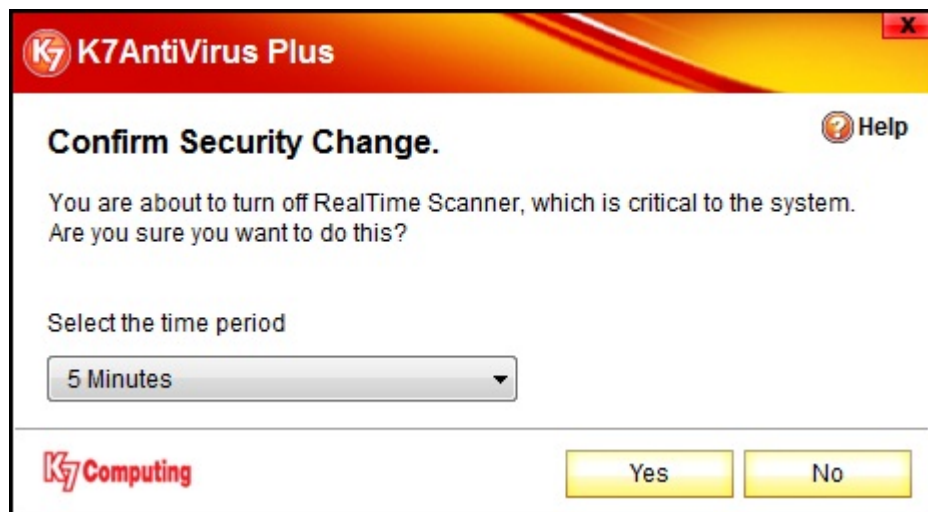 K7 K7AntiVirus Plus
X
Help
Confirm Security Change.
You are about to turn off RealTime Scanner, which is critical to the system.
Are you sure you want to do this?
Select the time period
5 Minutes
K7 Computing
Yes
No